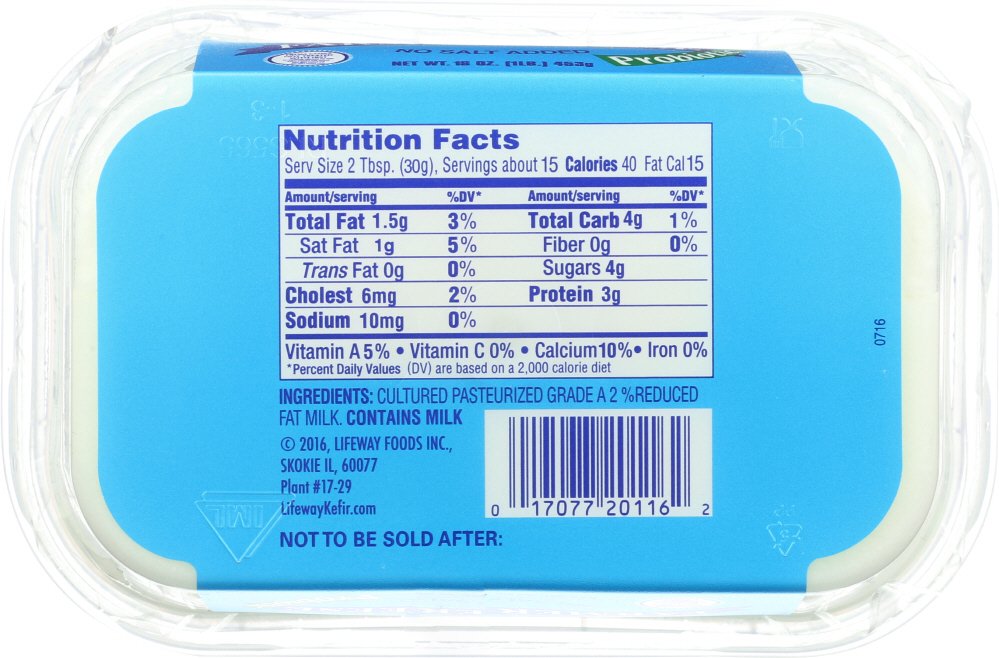 NO SALT ADDED
NET WT. 16 OZ. (1LB.) 453g
Probiotic
Nutrition Facts
Serv Size 2 Tbsp. (30g), Servings about 15 Calories 40 Fat Cal 15
Amount/serving %DV* Amount/serving %DV*
Total Fat 1.5g 3% Total Carb 4g 1%
Sat Fat 1g 5% Fiber 0g 0%
Trans Fat 0g 0% Sugars 4g
Cholest 6mg 2% Protein 3g
Sodium 10mg 0%
Vitamin A 5% • Vitamin C 0% • Calcium 10% • Iron 0%
*Percent Daily Values (DV) are based on a 2,000 calorie diet
INGREDIENTS: CULTURED PASTEURIZED GRADE A 2 %REDUCED
FAT MILK. CONTAINS MILK
© 2016, LIFEWAY FOODS INC.,
SKOKIE IL, 60077
Plant #17-29
LifewayKefir.com
0 17077 20116 2
NOT TO BE SOLD AFTER:
0716
IML